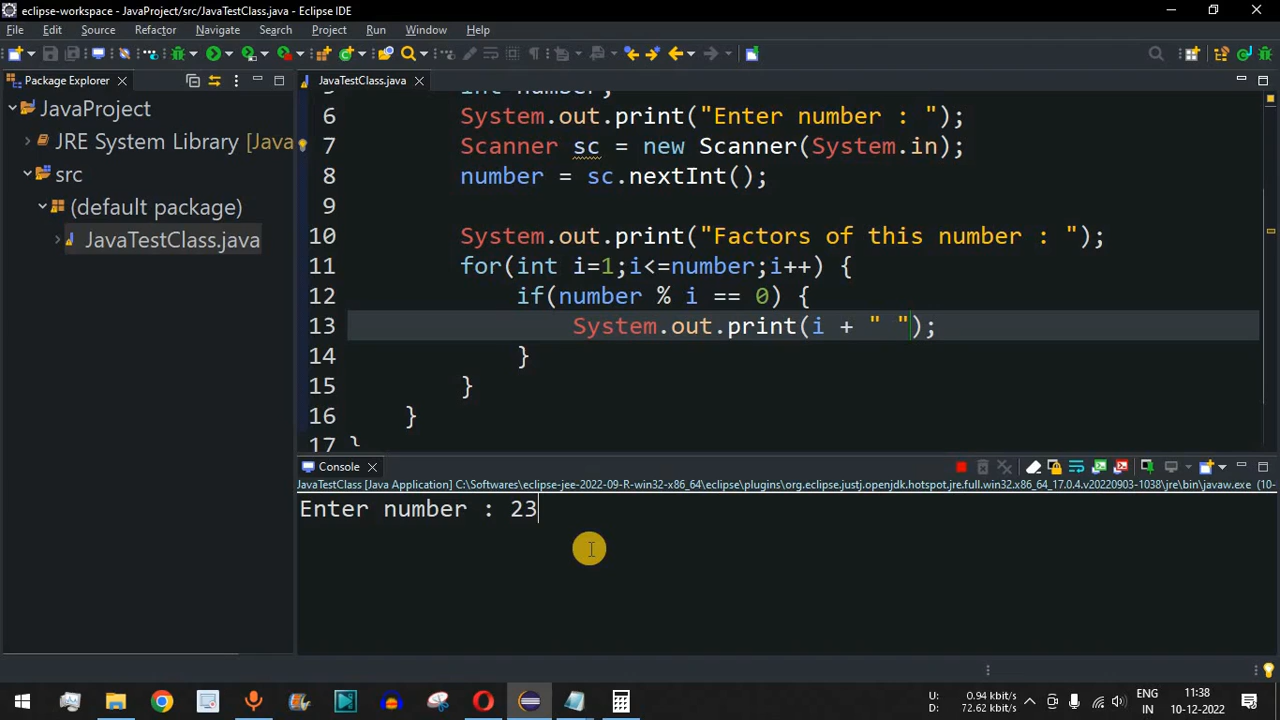 eclipse-workspace - JavaProject/src/JavaTestClass.java - Eclipse IDE
File Edit Source Refactor Navigate Search Project Run Window Help
Package Explorer
JavaTestClass.java
JavaProject
JRE System Library [Java
src
(default package)
JavaTestClass.java
5 int number;
6 System.out.print("Enter number : ");
7 Scanner sc = new Scanner(System.in);
8 number = sc.nextInt();
9
10 System.out.print("Factors of this number : ");
11 for(int i=1;i<=number;i++) {
12 if(number % i == 0) {
13 System.out.print(i + " ");
14 }
15 }
16 }
17 }
Console
JavaTestClass [Java Application] C:\Softwares\eclipse-jee-2022-09-R-win32-x86_64\eclipse\plugins\org.eclipse.justj.openjdk.hotspot.jre.full.win32.x86_64_17.0.4.v20220903-1038\jre\bin\javaw.exe (10-
Enter number : 23
U: 0.94 kbit/s
D: 72.62 kbit/s
ENG
IN
11:38
10-12-2022